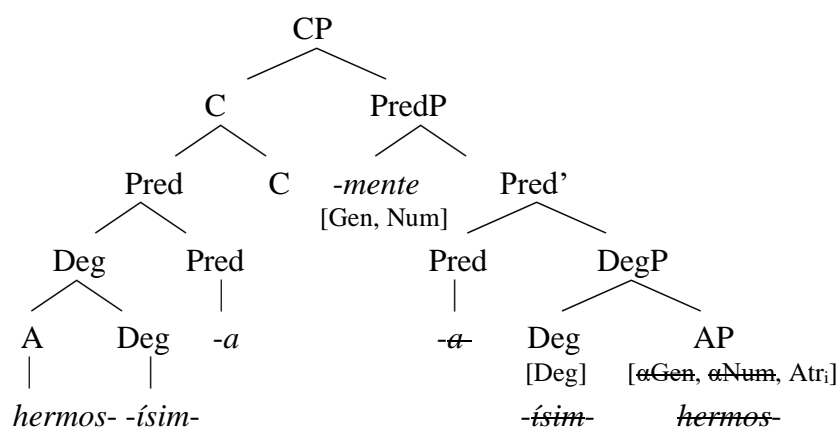 CP
C PredP
Pred C -mente Pred’
[Gen, Num]
Deg Pred Pred DegP
A Deg -a -a- Deg AP
[Deg] [αGen, αNum, Atrᵢ]
hermos- -ísim- -ísim- hermos-